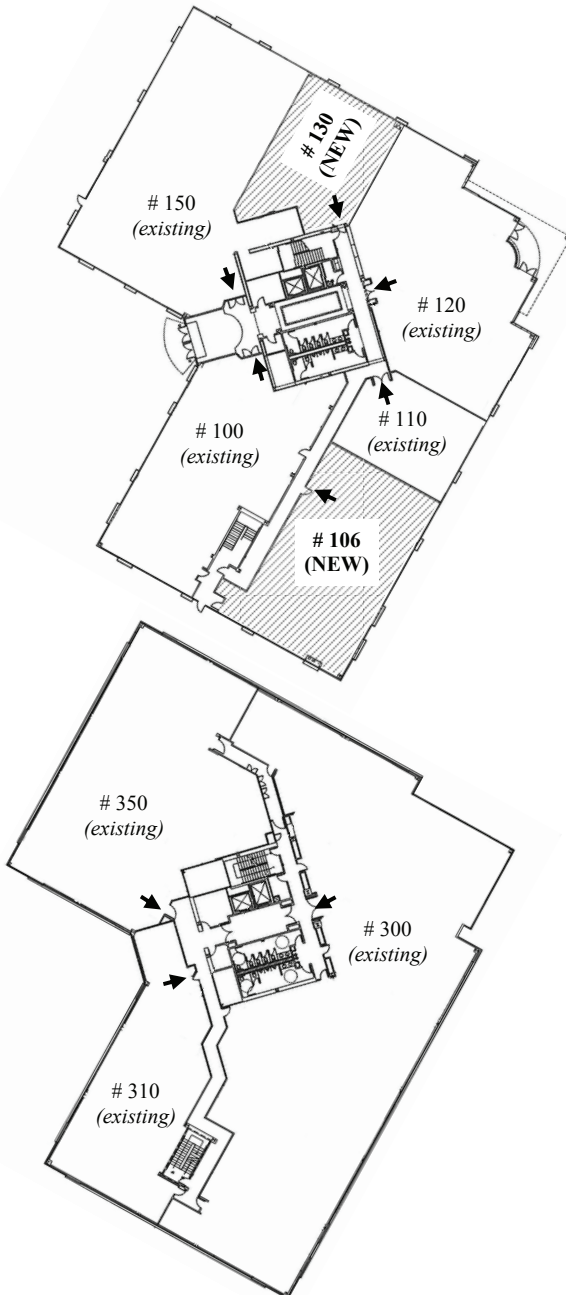 # 130
(NEW)
# 150
(existing)
# 120
(existing)
# 110
(existing)
# 100
(existing)
# 106
(NEW)
# 350
(existing)
# 300
(existing)
# 310
(existing)